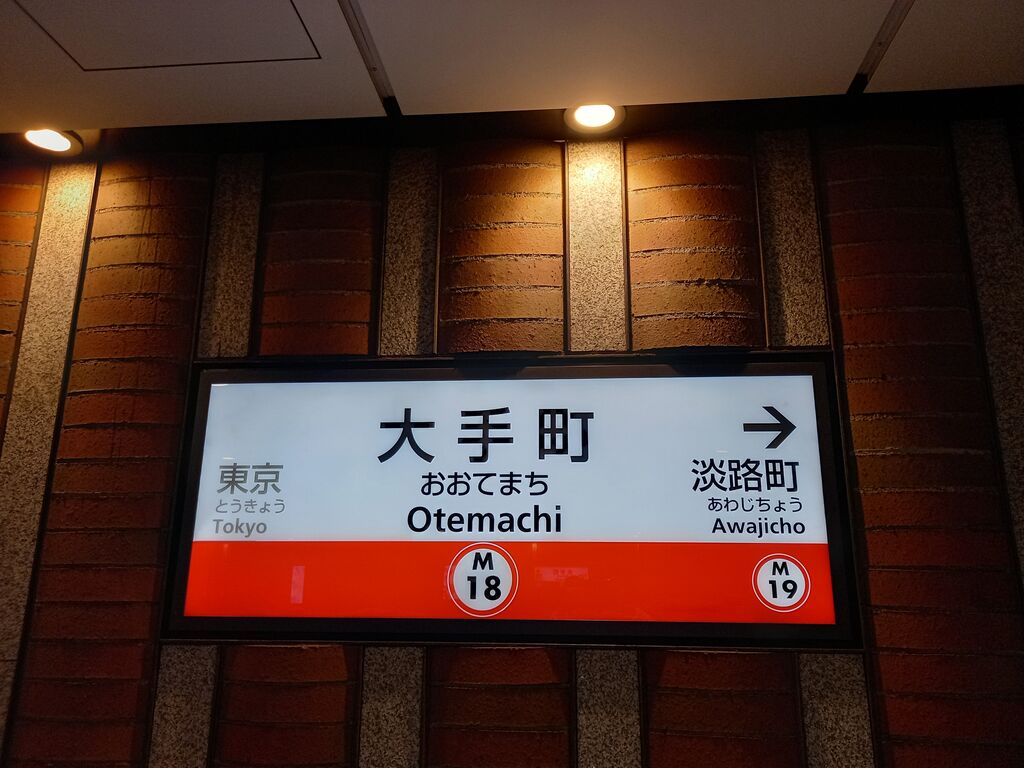 大手町
おおてまち
Otemachi
M
18
東京
とうきょう
Tokyo
→
淡路町
あわじちょう
Awajicho
M
19